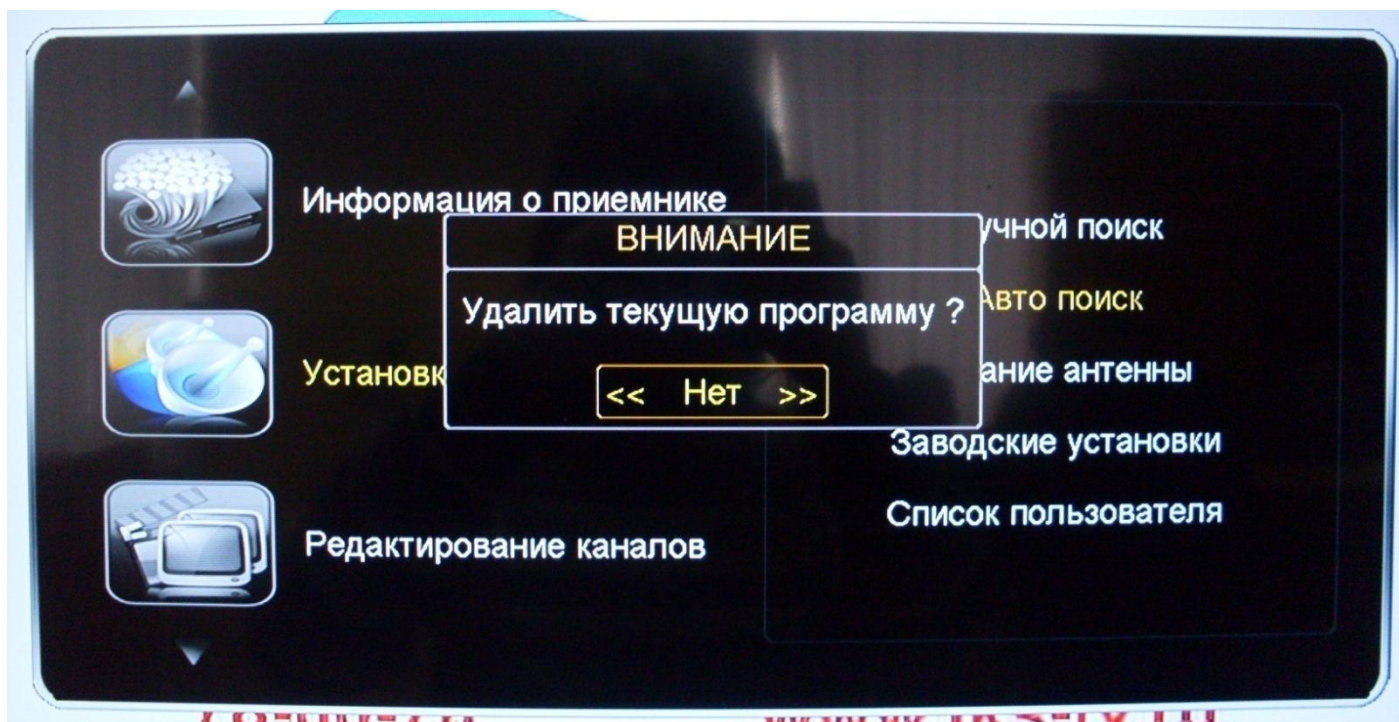 Информация о приемнике
Установк
Редактирование каналов
ВНИМАНИЕ
Удалить текущую программу ?
<< Нет >>
учной поиск
Авто поиск
ание антенны
Заводские установки
Список пользователя